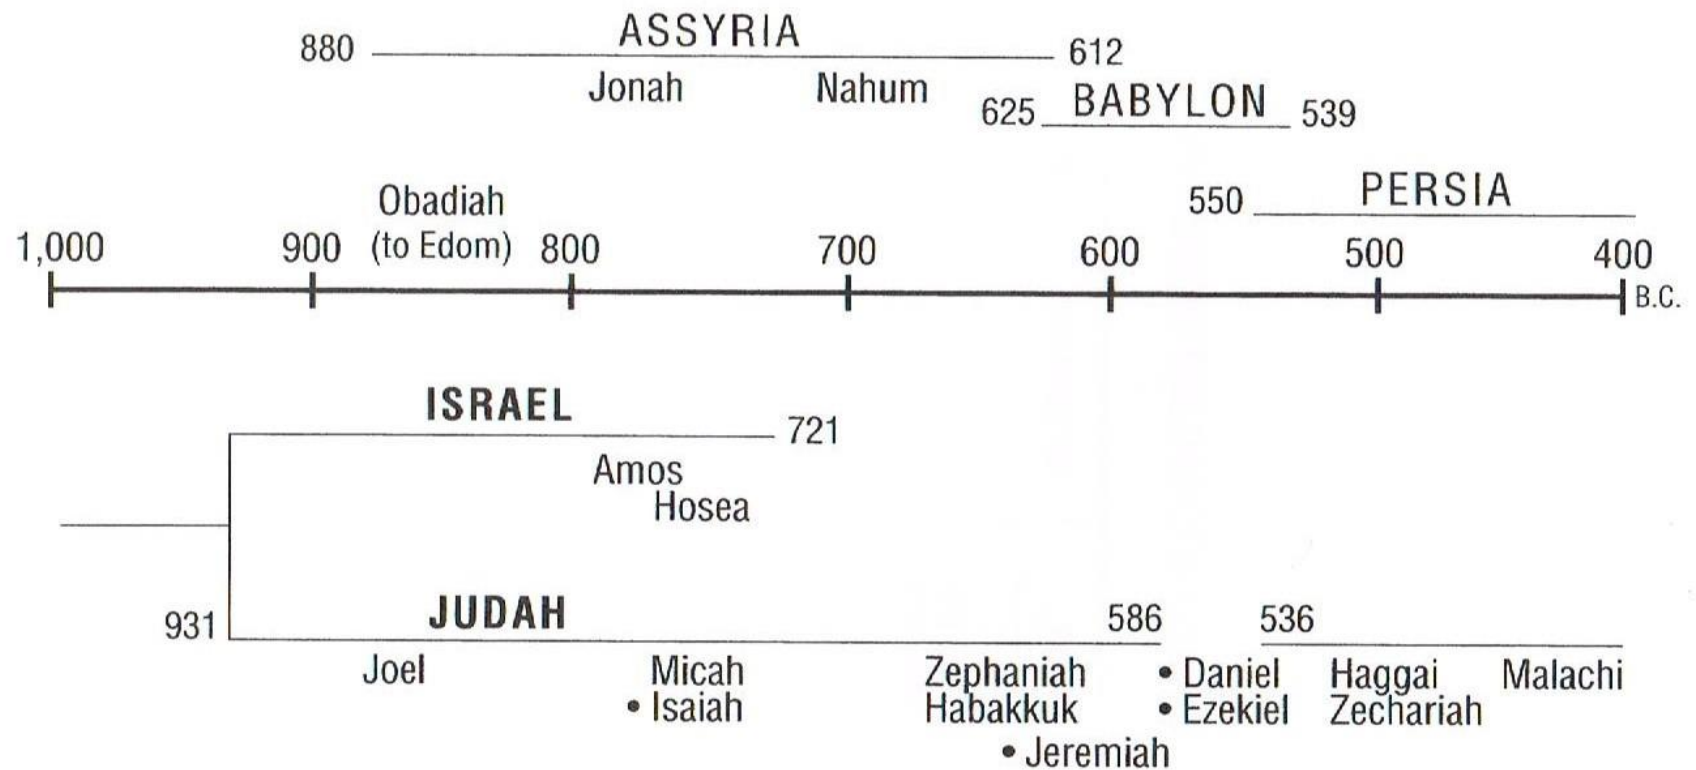 ASSYRIA
880 612
Jonah Nahum
625 BABYLON 539
Obadiah
550 PERSIA
1,000 900 (to Edom) 800 700 600 500 400
B.C.
ISRAEL
721
Amos
Hosea
JUDAH
931 586 536
Joel Micah Zephaniah • Daniel Haggai Malachi
• Isaiah Habakkuk • Ezekiel Zechariah
• Jeremiah